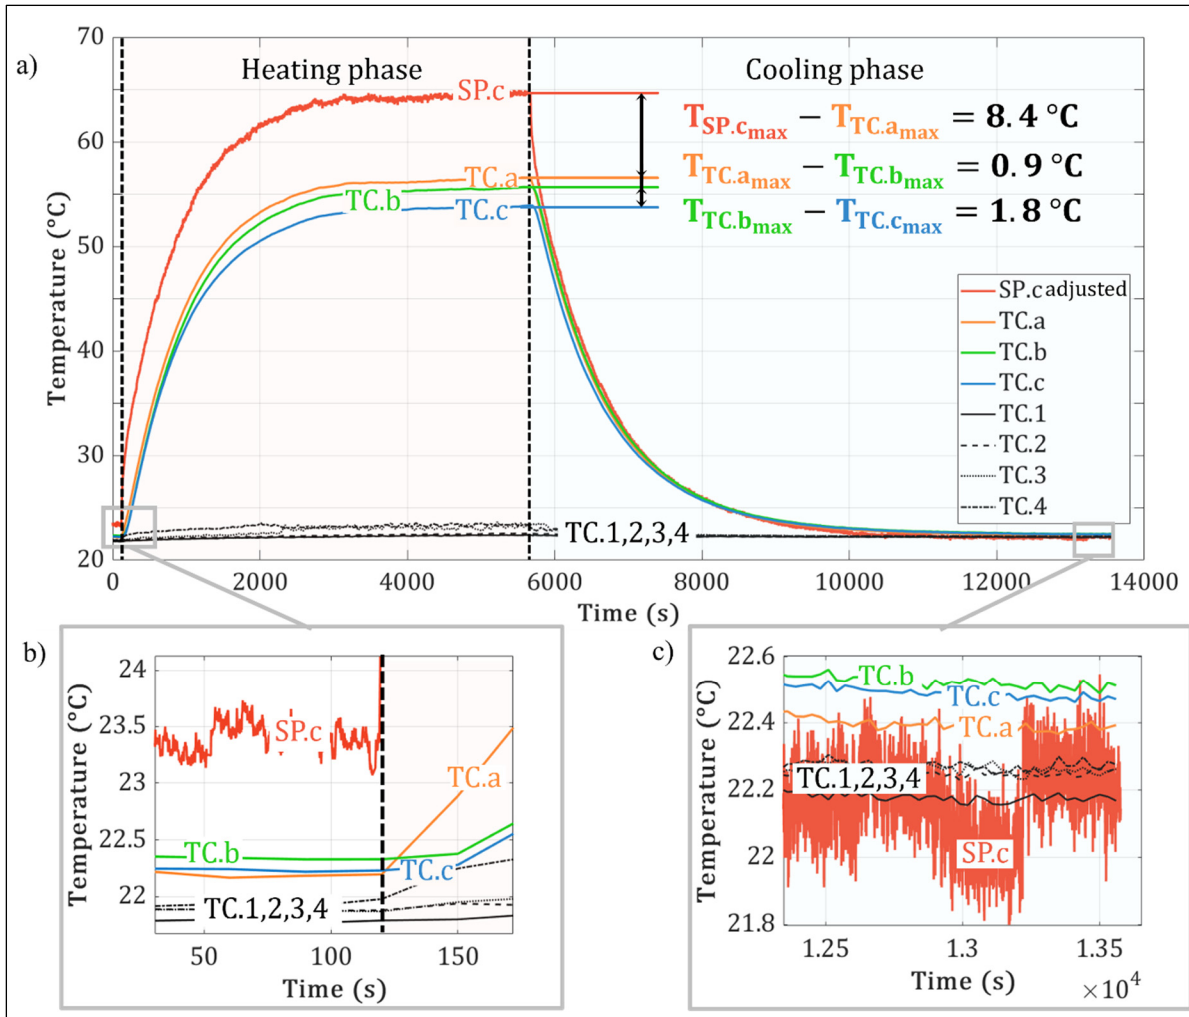 a)
70
60
50
40
30
20
Temperature (°C)
Heating phase
Cooling phase
SP.c
TC.a
TC.b
TC.c
T_SP.c_max − T_TC.a_max = 8.4 °C
T_TC.a_max − T_TC.b_max = 0.9 °C
T_TC.b_max − T_TC.c_max = 1.8 °C
SP.c adjusted
TC.a
TC.b
TC.c
TC.1
TC.2
TC.3
TC.4
TC.1,2,3,4
0 2000 4000 6000 8000 10000 12000 14000
Time (s)
b)
24
23.5
23
22.5
22
Temperature (°C)
SP.c
TC.a
TC.b
TC.c
TC.1,2,3,4
50 100 150
Time (s)
c)
22.6
22.4
22.2
22
21.8
Temperature (°C)
TC.b
TC.c
TC.a
TC.1,2,3,4
SP.c
1.25 1.3 1.35
Time (s)
×10⁴